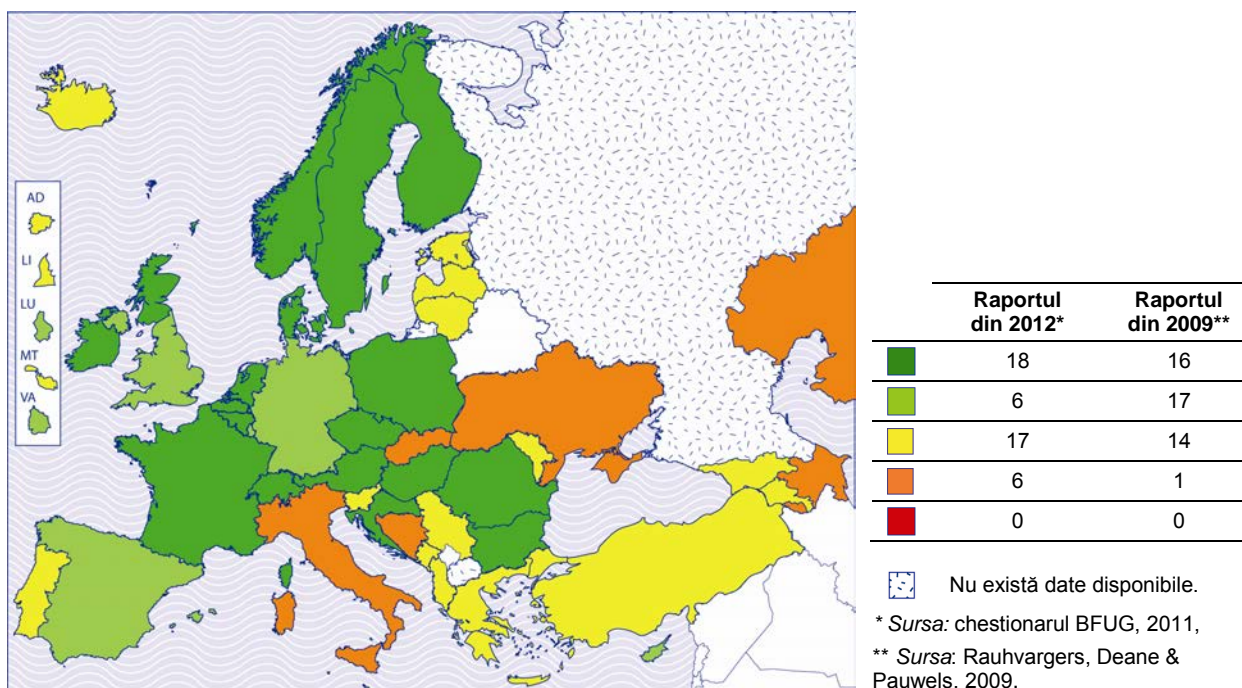 AD
LI
LU
MT
VA
Raportul din 2012* Raportul din 2009**
18 16
6 17
17 14
6 1
0 0
Nu există date disponibile.
* Sursa: chestionarul BFUG, 2011,
** Sursa: Rauhvargers, Deane &
Pauwels, 2009.